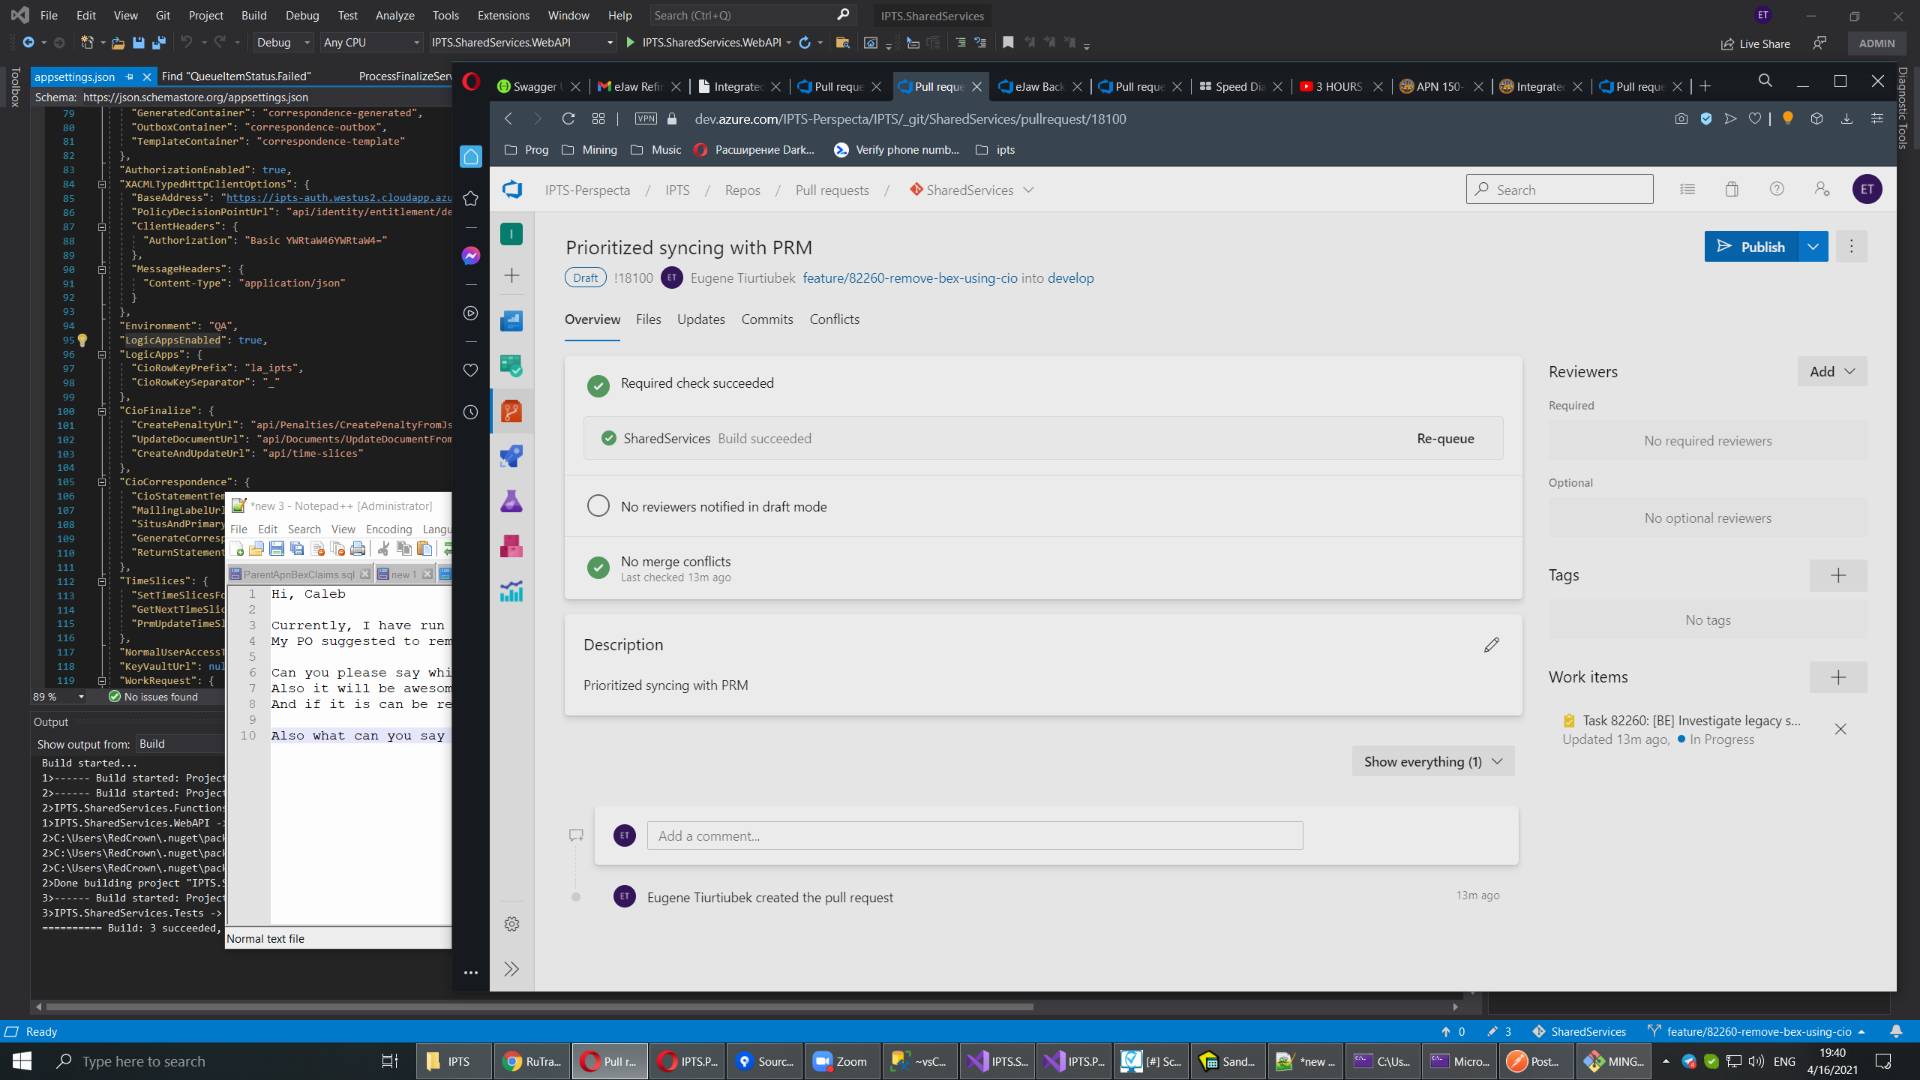 File Edit View Git Project Build Debug Test Analyze Tools Extensions Window Help Search (Ctrl+Q) IPTS.SharedServices ET
Debug Any CPU IPTS.SharedServices.WebAPI IPTS.SharedServices.WebAPI Live Share ADMIN
Toolbox
Diagnostic Tools
appsettings.json Find "QueueItemStatus.Failed" ProcessFinalizeServ
Schema: https://json.schemastore.org/appsettings.json
79 "GeneratedContainer": "correspondence-generated",
80 "OutboxContainer": "correspondence-outbox",
81 "TemplateContainer": "correspondence-template"
82 },
83 "AuthorizationEnabled": true,
84 "XACMLTypedHttpClientOptions": {
85 "BaseAddress": "https://ipts-auth.westus2.cloudapp.azu
86 "PolicyDecisionPointUrl": "api/identity/entitlement/de
87 "ClientHeaders": {
88 "Authorization": "Basic YWRtaW46YWRtaW4="
89 },
90 "MessageHeaders": {
91 "Content-Type": "application/json"
92 }
93 },
94 "Environment": "QA",
95 "LogicAppsEnabled": true,
96 "LogicApps": {
97 "CioRowKeyPrefix": "la_ipts",
98 "CioRowKeySeparator": "_"
99 },
100 "CioFinalize": {
101 "CreatePenaltyUrl": "api/Penalties/CreatePenaltyFromJs
102 "UpdateDocumentUrl": "api/Documents/UpdateDocumentFrom
103 "CreateAndUpdateUrl": "api/time-slices"
104 },
105 "CioCorrespondence": {
106 "CioStatementTem
107 "MailingLabelUrl
108 "SitusAndPrimary
109 "GenerateCorresp
110 "ReturnStatement
111 },
112 "TimeSlices": {
113 "SetTimeSlicesFo
114 "GetNextTimeSlic
115 "PrmUpdateTimeSl
116 },
117 "NormalUserAccessT
118 "KeyVaultUrl": nul
119 "WorkRequest": {
89 % No issues found
Output
Show output from: Build
Build started...
1>------ Build started: Project
2>------ Build started: Project
2>IPTS.SharedServices.Functions
1>IPTS.SharedServices.WebAPI -
2>C:\Users\RedCrown\.nuget\pack
2>C:\Users\RedCrown\.nuget\pack
2>C:\Users\RedCrown\.nuget\pack
2>Done building project "IPTS.S
3>------ Build started: Project
3>IPTS.SharedServices.Tests ->
========== Build: 3 succeeded,
*new 3 - Notepad++ [Administrator]
File Edit Search View Encoding Langu
ParentApnBexClaims.sql new 1
1 Hi, Caleb
2
3 Currently, I have run
4 My PO suggested to rem
5
6 Can you please say whi
7 Also it will be awesom
8 And if it is can be re
9
10 Also what can you say
Normal text file
Swagger eJaw Refi Integrate Pull reque Pull reque eJaw Back Pull reque Speed Dia 3 HOURS APN 150- Integrate Pull reque
VPN dev.azure.com/IPTS-Perspecta/IPTS/_git/SharedServices/pullrequest/18100
Prog Mining Music Расширение Dark... Verify phone numb... ipts
IPTS-Perspecta / IPTS / Repos / Pull requests / SharedServices Search ET
I
Prioritized syncing with PRM
Publish
Draft !18100 ET Eugene Tiurtiubek feature/82260-remove-bex-using-cio into develop
Overview Files Updates Commits Conflicts
Required check succeeded
SharedServices Build succeeded Re-queue
No reviewers notified in draft mode
No merge conflicts
Last checked 13m ago
Description
Prioritized syncing with PRM
Show everything (1)
ET Add a comment...
ET Eugene Tiurtiubek created the pull request 13m ago
Reviewers Add
Required
No required reviewers
Optional
No optional reviewers
Tags
No tags
Work items
Task 82260: [BE] Investigate legacy s...
Updated 13m ago, In Progress
Ready 0 3 SharedServices feature/82260-remove-bex-using-cio
Type here to search IPTS RuTra... Pull r... IPTS.P... Sourc... Zoom ~vsC... IPTS.S... IPTS.P... [#] Sc... Sand... *new ... C:\Us... Micro... Post... MING... ENG 19:40
4/16/2021